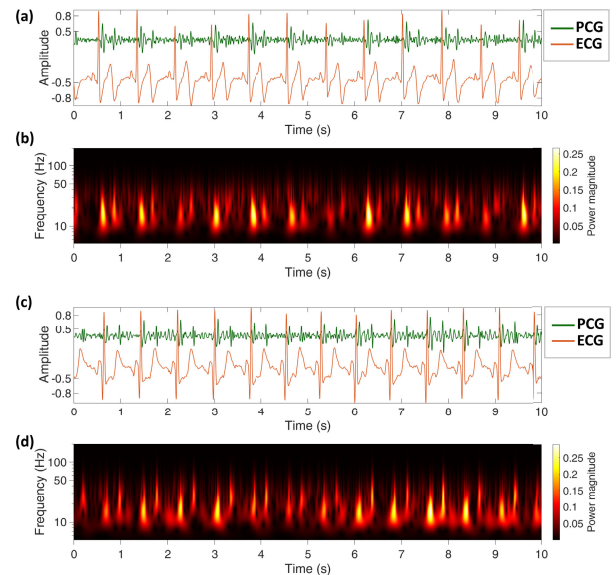 (a)
0.8
0.5
-0.5
-0.8
Amplitude
0 1 2 3 4 5 6 7 8 9 10
Time (s)
PCG
ECG
(b)
100
50
10
Frequency (Hz)
0 1 2 3 4 5 6 7 8 9 10
Time (s)
0.25
0.2
0.15
0.1
0.05
Power magnitude
(c)
0.8
0.5
-0.5
-0.8
Amplitude
0 1 2 3 4 5 6 7 8 9 10
Time (s)
PCG
ECG
(d)
100
50
10
Frequency (Hz)
0 1 2 3 4 5 6 7 8 9 10
Time (s)
0.25
0.2
0.15
0.1
0.05
Power magnitude